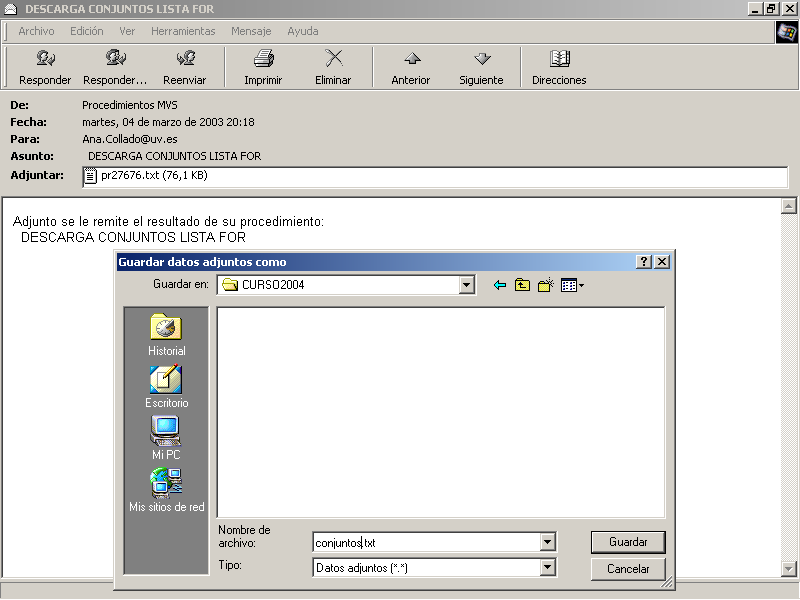 DESCARGA CONJUNTOS LISTA FOR
Archivo Edición Ver Herramientas Mensaje Ayuda
Responder Responder... Reenviar Imprimir Eliminar Anterior Siguiente Direcciones
De: Procedimientos MVS
Fecha: martes, 04 de marzo de 2003 20:18
Para: Ana.Collado@uv.es
Asunto: DESCARGA CONJUNTOS LISTA FOR
Adjuntar: pr27676.txt (76,1 KB)
Adjunto se le remite el resultado de su procedimiento:
DESCARGA CONJUNTOS LISTA FOR
Guardar datos adjuntos como
Guardar en: CURSO2004
Historial
Escritorio
Mi PC
Mis sitios de red
Nombre de
archivo: conjuntos.txt Guardar
Tipo: Datos adjuntos (*.*) Cancelar